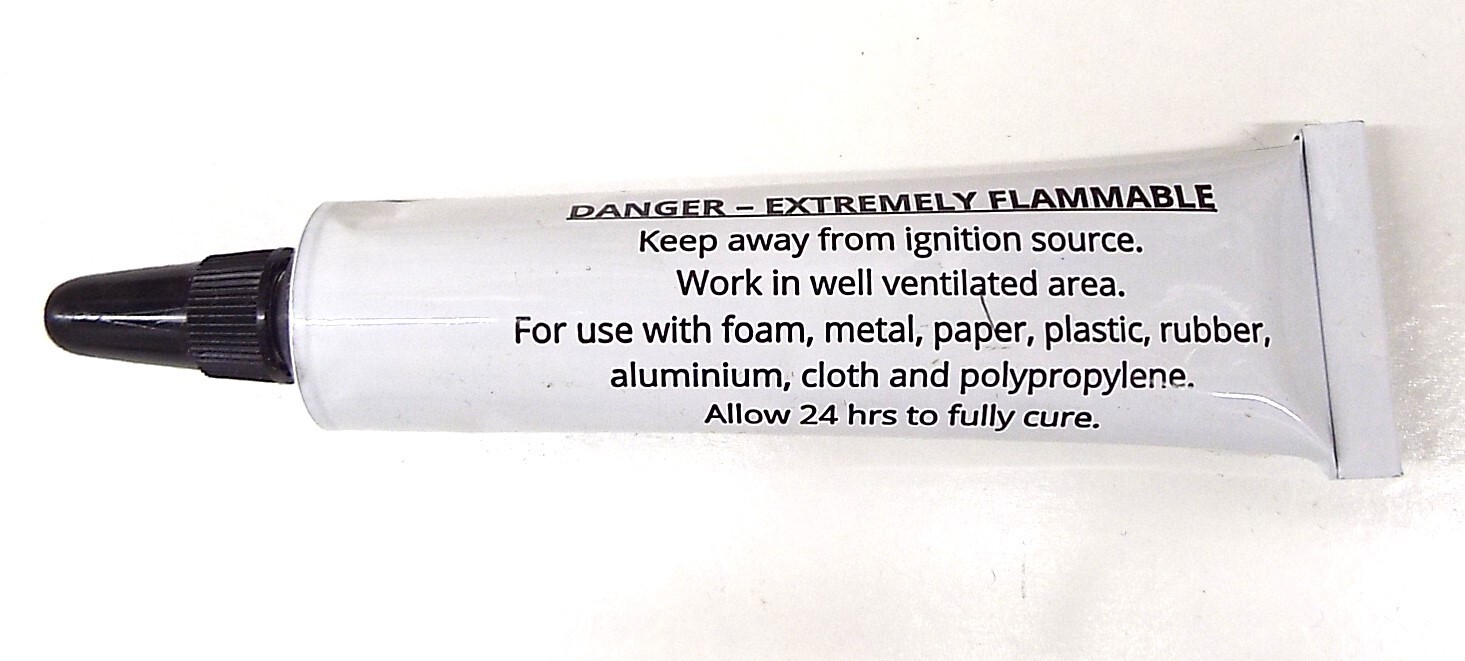 DANGER – EXTREMELY FLAMMABLE
Keep away from ignition source.
Work in well ventilated area.
For use with foam, metal, paper, plastic, rubber,
aluminium, cloth and polypropylene.
Allow 24 hrs to fully cure.